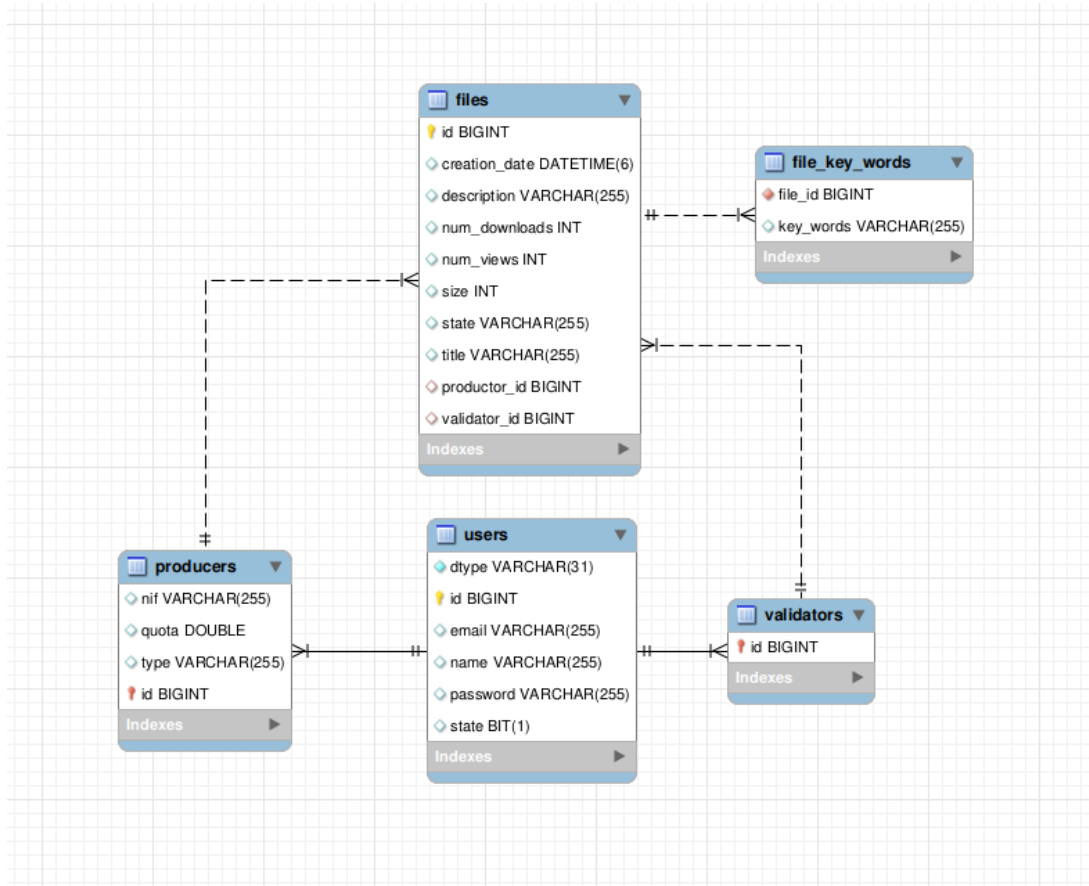 files
id BIGINT
creation_date DATETIME(6)
description VARCHAR(255)
num_downloads INT
num_views INT
size INT
state VARCHAR(255)
title VARCHAR(255)
productor_id BIGINT
validator_id BIGINT
Indexes
file_key_words
file_id BIGINT
key_words VARCHAR(255)
Indexes
producers
nif VARCHAR(255)
quota DOUBLE
type VARCHAR(255)
id BIGINT
Indexes
users
dtype VARCHAR(31)
id BIGINT
email VARCHAR(255)
name VARCHAR(255)
password VARCHAR(255)
state BIT(1)
Indexes
validators
id BIGINT
Indexes